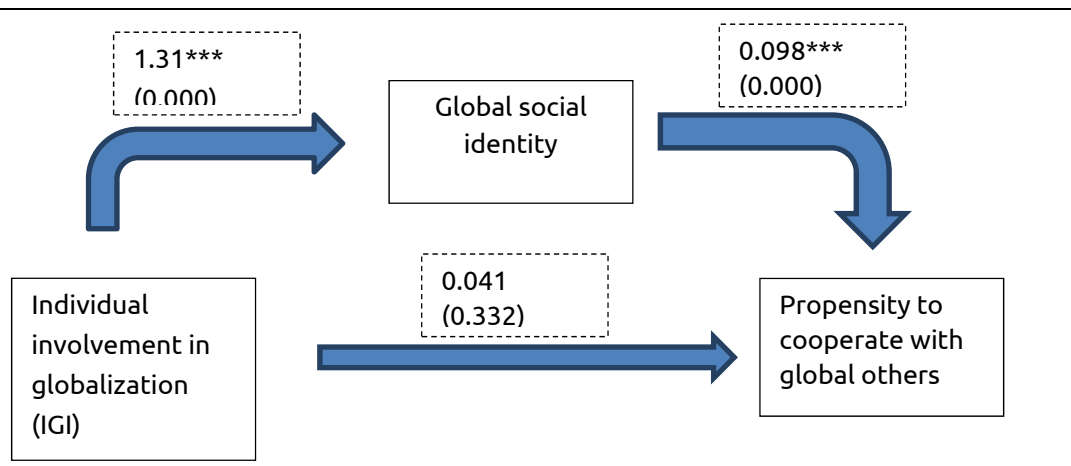 1.31***
(0.000)
Global social
identity
0.098***
(0.000)
Individual
involvement in
globalization
(IGI)
0.041
(0.332)
Propensity to
cooperate with
global others